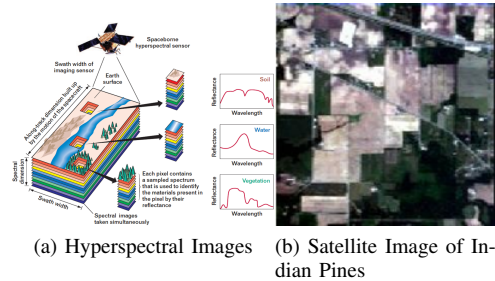 Spaceborne
hyperspectral sensor
Swath width of
imaging sensor
Earth
surface
Along-track dimension built up
by the motion of the spacecraft
Spectral
dimension
Swath width
Spectral images
taken simultaneously
Each pixel contains
a sampled spectrum
that is used to identify
the materials present in
the pixel by their
reflectance
Reflectance
Soil
Wavelength
Reflectance
Water
Wavelength
Reflectance
Vegetation
Wavelength
(a) Hyperspectral Images
(b) Satellite Image of In-
dian Pines